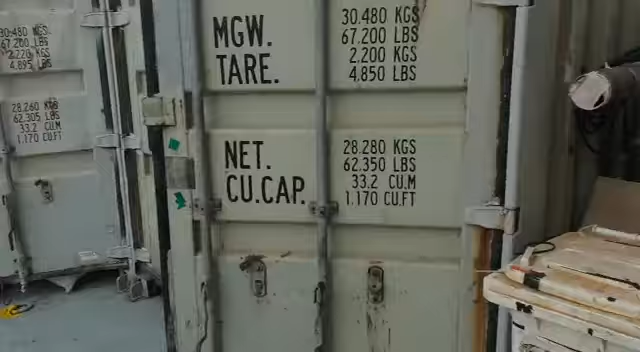 30.480 KGS
67.200 LBS
2.220 KGS
4.895 LBS
28.260 KGS
62.305 LBS
33.2 CU.M
1.170 CU.FT
MGW. 30.480 KGS
67.200 LBS
TARE. 2.200 KGS
4.850 LBS
NET. 28.280 KGS
62.350 LBS
CU.CAP. 33.2 CU.M
1.170 CU.FT